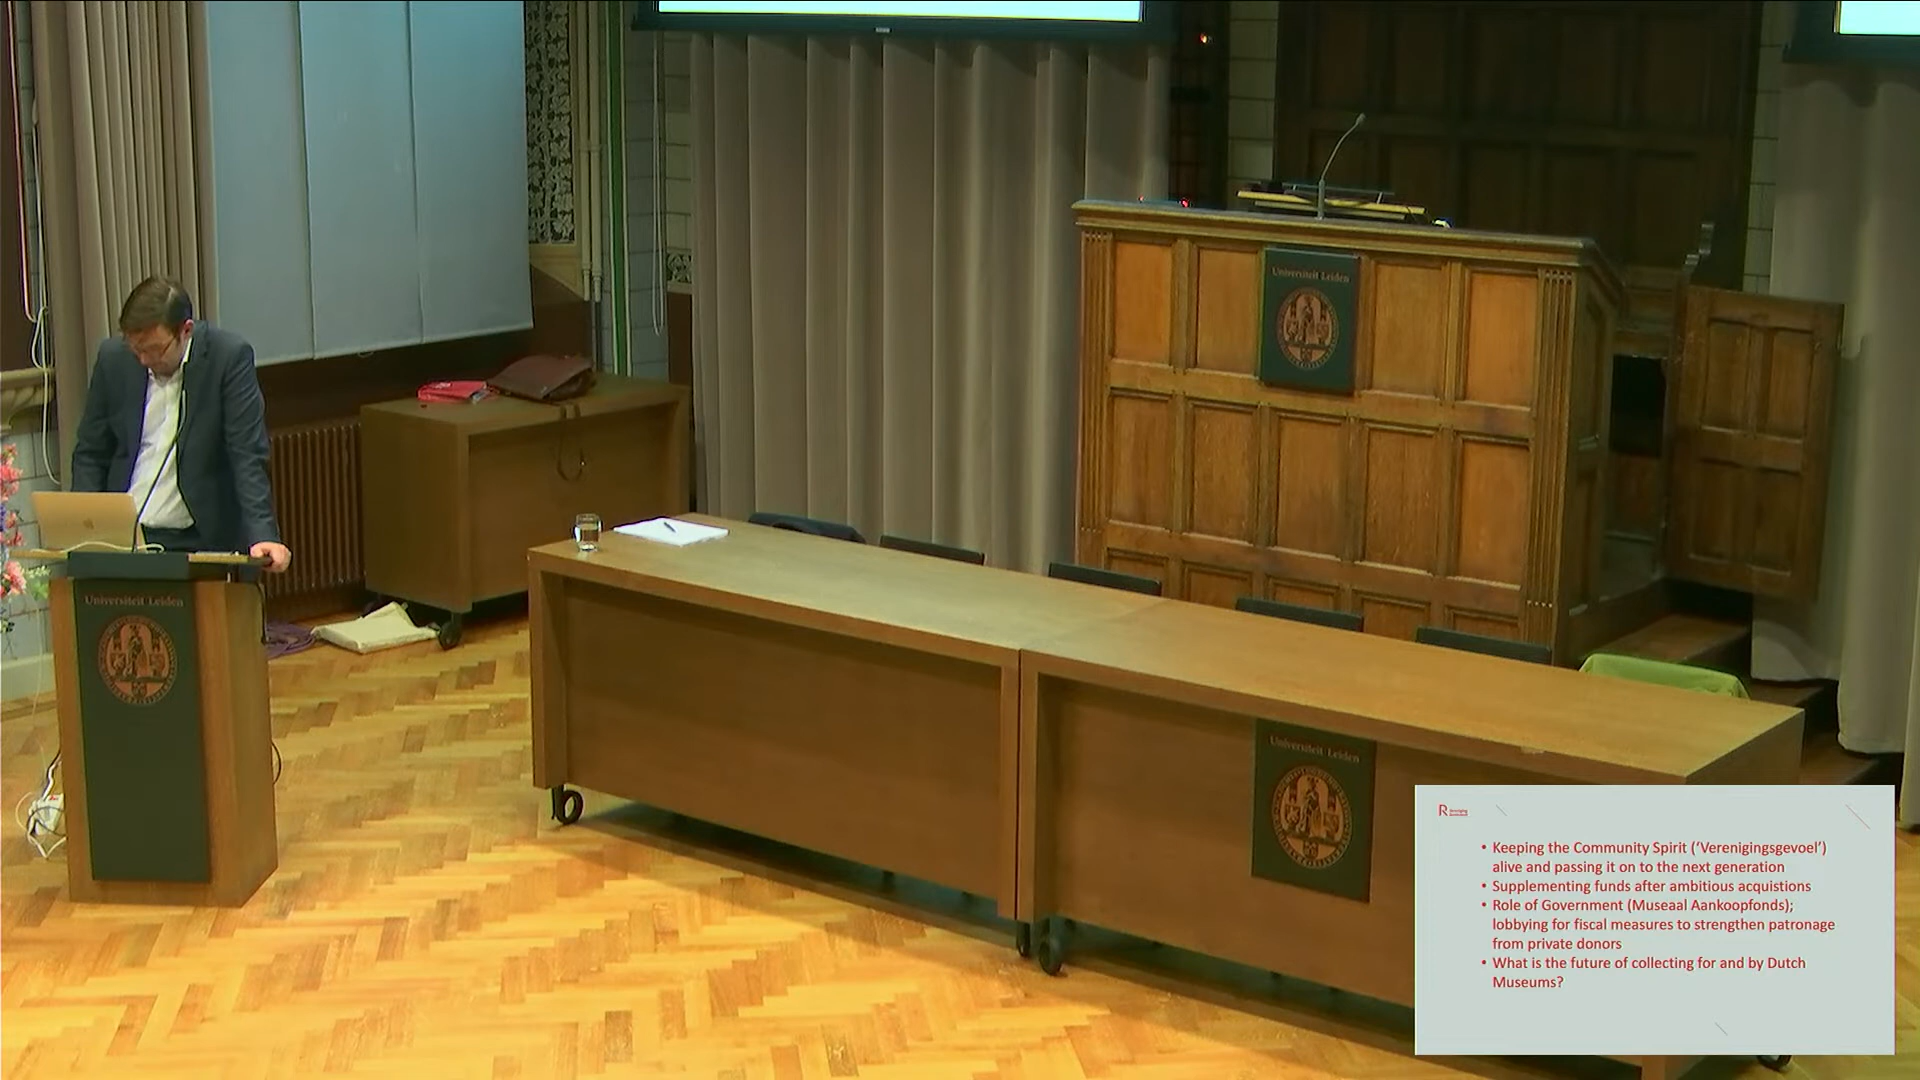 Universiteit Leiden
Universiteit Leiden
Universiteit Leiden
R
• Keeping the Community Spirit (‘Verenigingsgevoel’)
alive and passing it on to the next generation
• Supplementing funds after ambitious acquistions
• Role of Government (Museaal Aankoopfonds);
lobbying for fiscal measures to strengthen patronage
from private donors
• What is the future of collecting for and by Dutch
Museums?